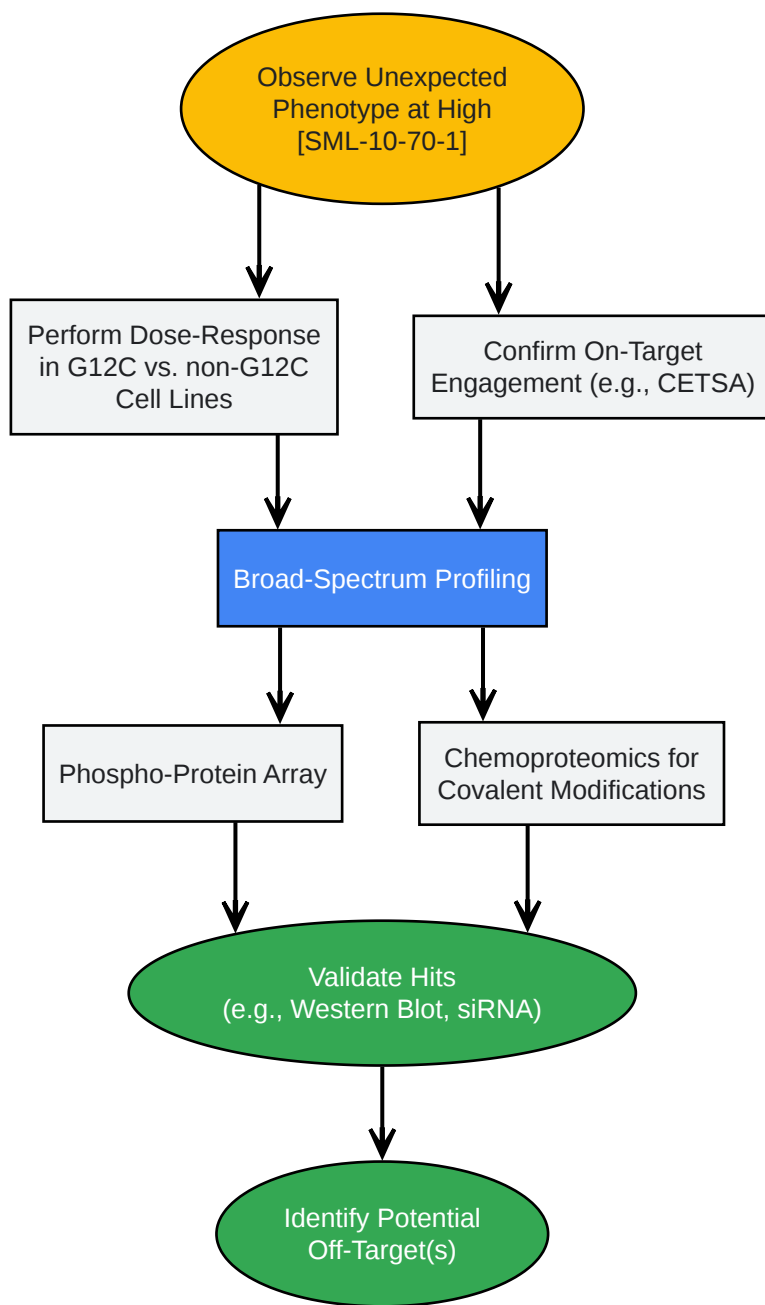 Observe Unexpected
Phenotype at High
[SML-10-70-1]
Perform Dose-Response
in G12C vs. non-G12C
Cell Lines
Confirm On-Target
Engagement (e.g., CETSA)
Broad-Spectrum Profiling
Phospho-Protein Array
Chemoproteomics for
Covalent Modifications
Validate Hits
(e.g., Western Blot, siRNA)
Identify Potential
Off-Target(s)